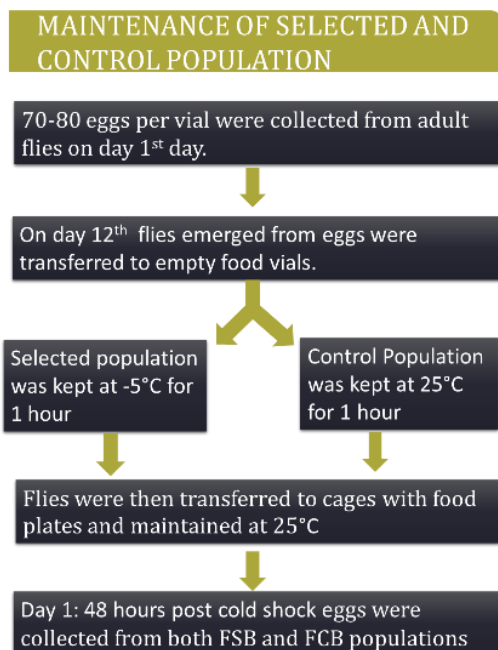 MAINTENANCE OF SELECTED AND
CONTROL POPULATION
70-80 eggs per vial were collected from adult
flies on day 1st day.
On day 12th flies emerged from eggs were
transferred to empty food vials.
Selected population
was kept at -5°C for
1 hour
Control Population
was kept at 25°C
for 1 hour
Flies were then transferred to cages with food
plates and maintained at 25°C
Day 1: 48 hours post cold shock eggs were
collected from both FSB and FCB populations